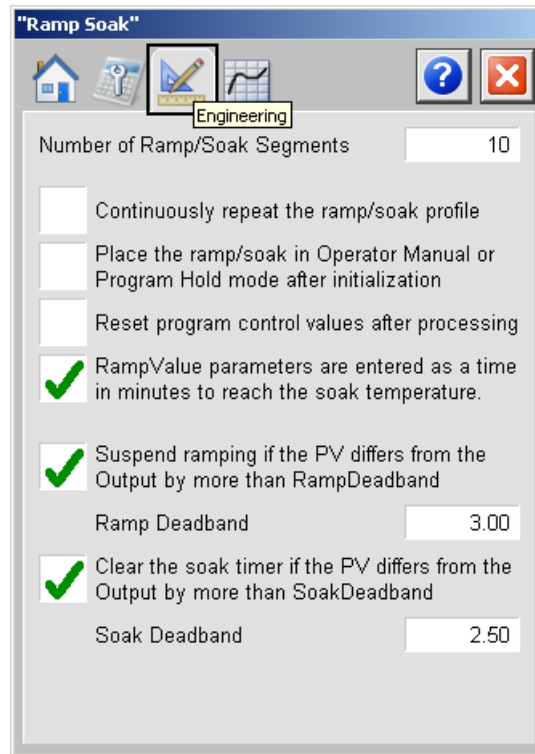 "Ramp Soak"
?
Engineering
Number of Ramp/Soak Segments 10
Continuously repeat the ramp/soak profile
Place the ramp/soak in Operator Manual or
Program Hold mode after initialization
Reset program control values after processing
RampValue parameters are entered as a time
in minutes to reach the soak temperature.
Suspend ramping if the PV differs from the
Output by more than RampDeadband
Ramp Deadband 3.00
Clear the soak timer if the PV differs from the
Output by more than SoakDeadband
Soak Deadband 2.50